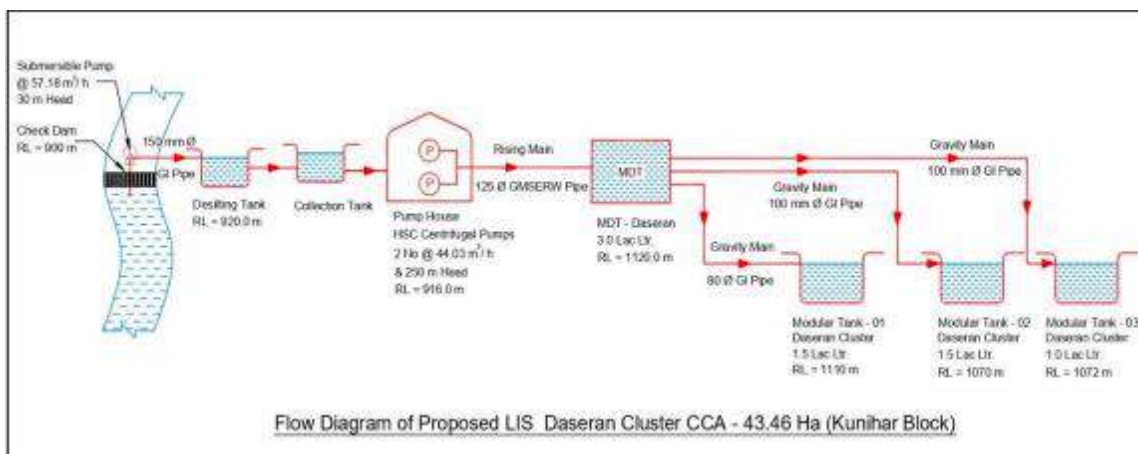 Submersible Pump
@ 57.18 m³/h
30 m Head
Check Dam
RL = 900 m
150 mm Ø
GI Pipe
Desilting Tank
RL = 920.0 m
Collection Tank
P
P
Pump House
HSC Centrifugal Pumps
2 No @ 44.03 m³/h
& 250 m Head
RL = 916.0 m
Rising Main
125 Ø GMSERW Pipe
MDT
MDT - Daseran
3.0 Lac Ltr.
RL = 1120.0 m
Gravity Main
100 mm Ø GI Pipe
Gravity Main
100 mm Ø GI Pipe
Gravity Main
80 Ø GI Pipe
Modular Tank - 01
Daseran Cluster
1.5 Lac Ltr.
RL = 1110 m
Modular Tank - 02
Daseran Cluster
1.5 Lac Ltr.
RL = 1070 m
Modular Tank - 03
Daseran Cluster
1.0 Lac Ltr.
RL = 1072 m
Flow Diagram of Proposed LIS Daseran Cluster CCA - 43.46 Ha (Kunihar Block)